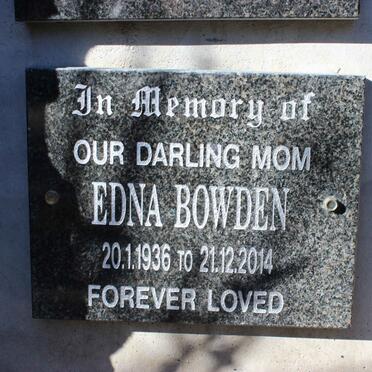 In Memory of
OUR DARLING MOM
EDNA BOWDEN
20.1.1936 TO 21.12.2014
FOREVER LOVED